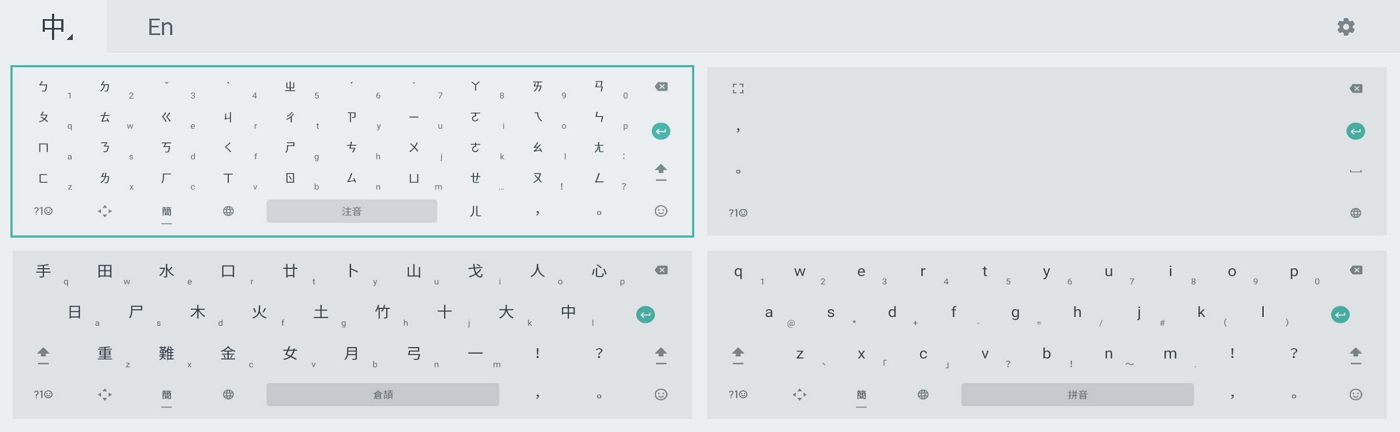 中 En
ㄅ 1 ㄉ 2 ˇ 3 ˋ 4 ㄓ 5 ˊ 6 ˙ 7 ㄚ 8 ㄞ 9 ㄢ 0
ㄆ q ㄊ w ㄍ e ㄐ r ㄔ t ㄗ y ㄧ u ㄛ i ㄟ o ㄣ p
ㄇ a ㄋ s ㄎ d ㄑ f ㄕ g ㄘ h ㄨ j ㄜ k ㄠ l ㄤ :
ㄈ z ㄌ x ㄏ c ㄒ v ㄖ b ㄙ n ㄩ m ㄝ … ㄡ ! ㄥ ?
?1☺ 簡 注音 ㄦ , 。
,
。
?1☺
手 q 田 w 水 e 口 r 廿 t 卜 y 山 u 戈 i 人 o 心 p
日 a 尸 s 木 d 火 f 土 g 竹 h 十 j 大 k 中 l
重 z 難 x 金 c 女 v 月 b 弓 n 一 m ! ?
?1☺ 簡 倉頡 , 。
q 1 w 2 e 3 r 4 t 5 y 6 u 7 i 8 o 9 p 0
a @ s * d + f - g = h / j # k ( l )
z 、 x 「 c 」 v ? b ! n ~ m ! ?
?1☺ 簡 拼音 , 。